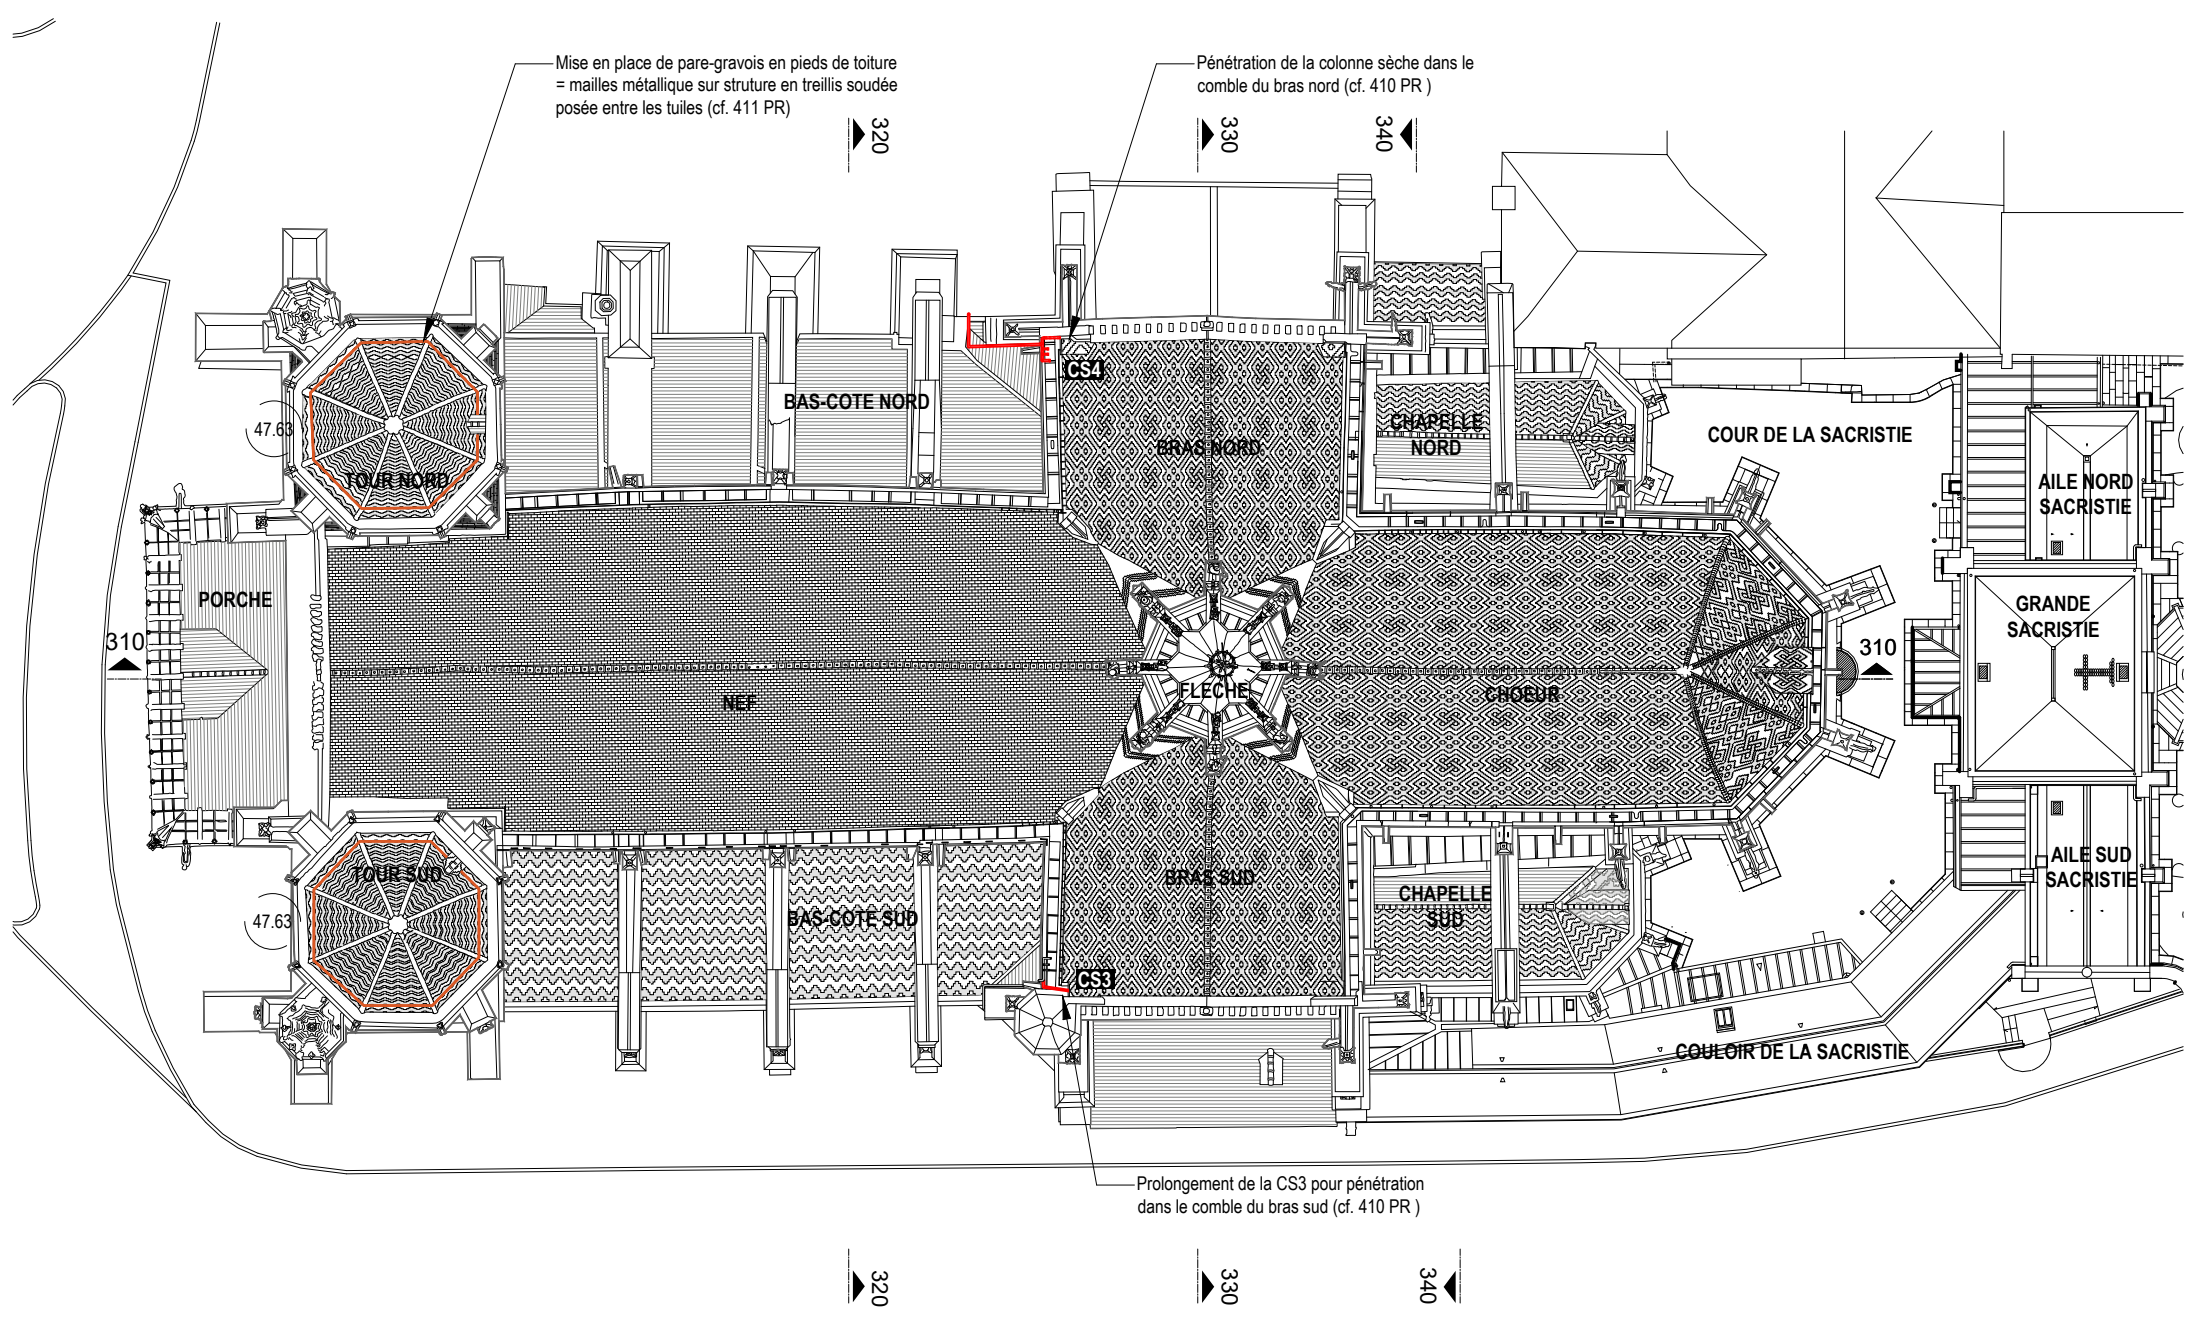 Mise en place de pare-gravois en pieds de toiture
= mailles métallique sur struture en treillis soudée
posée entre les tuiles (cf. 411 PR)
Pénétration de la colonne sèche dans le
comble du bras nord (cf. 410 PR )
320
330
340
CS4
BAS-COTE NORD
BRAS NORD
CHAPELLE
NORD
COUR DE LA SACRISTIE
47.63
TOUR NORD
AILE NORD
SACRISTIE
PORCHE
GRANDE
SACRISTIE
310
310
NEF
FLECHE
CHOEUR
TOUR SUD
47.63
BAS-COTE SUD
BRAS SUD
CHAPELLE
SUD
AILE SUD
SACRISTIE
CS3
COULOIR DE LA SACRISTIE
Prolongement de la CS3 pour pénétration
dans le comble du bras sud (cf. 410 PR )
320
330
340